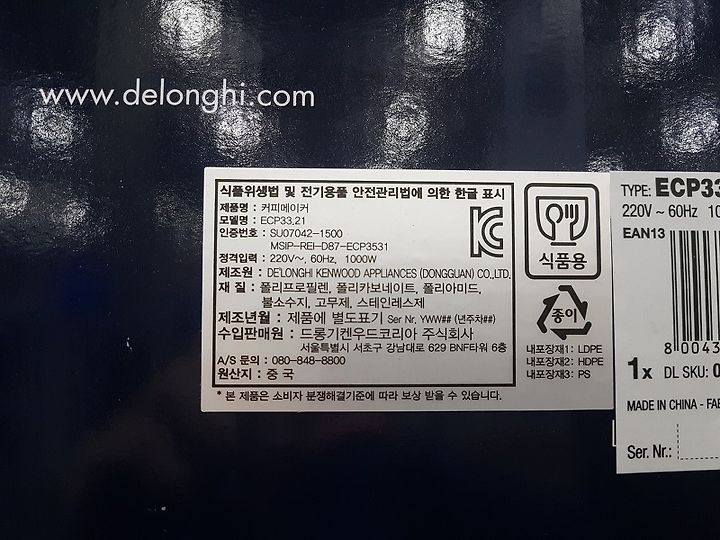 www.delonghi.com
식품위생법 및 전기용품 안전관리법에 의한 한글 표시
제품명 : 커피메이커
모델명 : ECP33.21
인증번호 : SU07042-1500
MSIP-REI-D87-ECP3531
정격입력 : 220V~, 60Hz, 1000W
제조원 : DE'LONGHI KENWOOD APPLIANCES (DONGGUAN) CO.,LTD.
재 질 : 폴리프로필렌, 폴리카보네이트, 폴리아미드,
불소수지, 고무제, 스테인레스제
제조년월 : 제품에 별도표기 Ser Nr. YWW## (년주차##)
수입판매원 : 드롱기켄우드코리아 주식회사
서울특별시 서초구 강남대로 629 BNF타워 6층
A/S 문의 : 080-848-8800
원산지 : 중 국
* 본 제품은 소비자 분쟁해결기준에 따라 보상 받을 수 있습니다.
식품용
종이
내포장재1 : LDPE
내포장재2 : HDPE
내포장재3 : PS
TYPE: ECP33
220V ~ 60Hz 10
EAN13
8 0043
1x DL SKU: 0
MADE IN CHINA - FAB
Ser. Nr.: